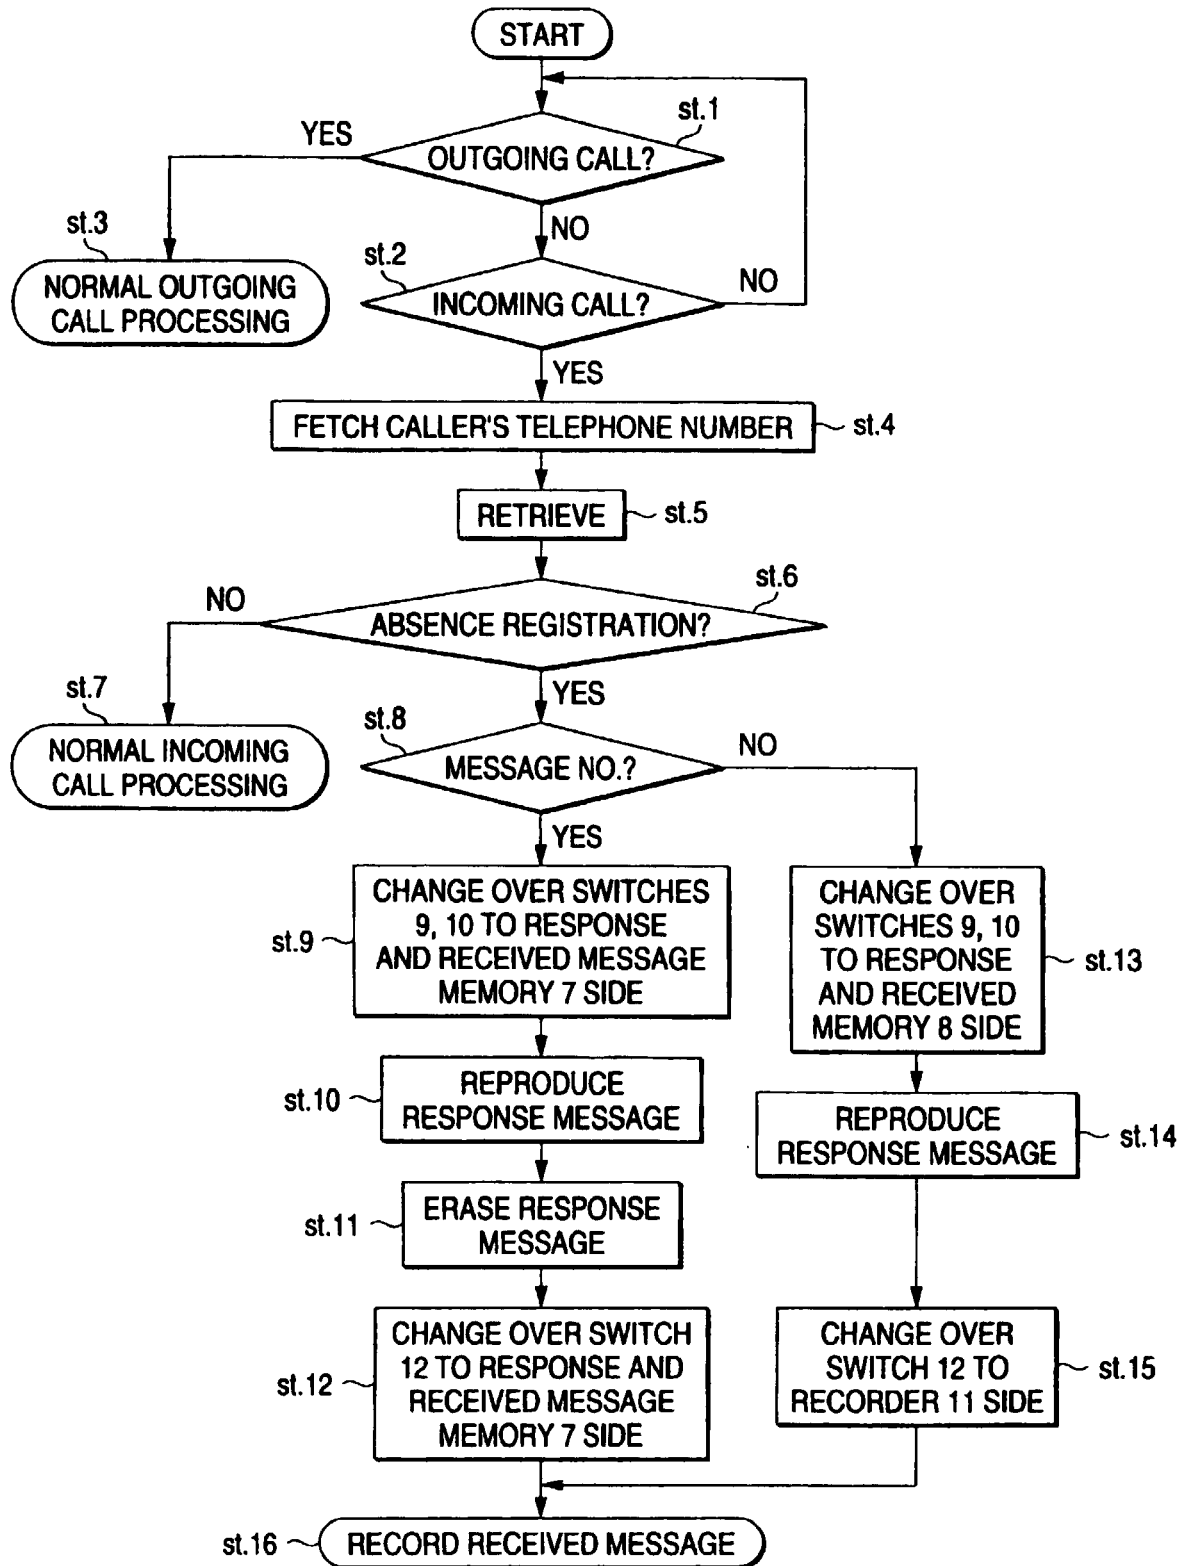 START
st.1
YES
OUTGOING CALL?
st.3
NO
st.2
NORMAL OUTGOING
CALL PROCESSING
INCOMING CALL?
NO
YES
FETCH CALLER'S TELEPHONE NUMBER
st.4
RETRIEVE
st.5
st.6
NO
ABSENCE REGISTRATION?
st.7
YES
st.8
NORMAL INCOMING
CALL PROCESSING
MESSAGE NO.?
NO
YES
st.9
CHANGE OVER SWITCHES
9, 10 TO RESPONSE
AND RECEIVED MESSAGE
MEMORY 7 SIDE
CHANGE OVER
SWITCHES 9, 10
TO RESPONSE
AND RECEIVED
MEMORY 8 SIDE
st.13
st.10
REPRODUCE
RESPONSE MESSAGE
REPRODUCE
RESPONSE MESSAGE
st.14
st.11
ERASE RESPONSE
MESSAGE
st.12
CHANGE OVER SWITCH
12 TO RESPONSE AND
RECEIVED MESSAGE
MEMORY 7 SIDE
CHANGE OVER
SWITCH 12 TO
RECORDER 11 SIDE
st.15
st.16
RECORD RECEIVED MESSAGE